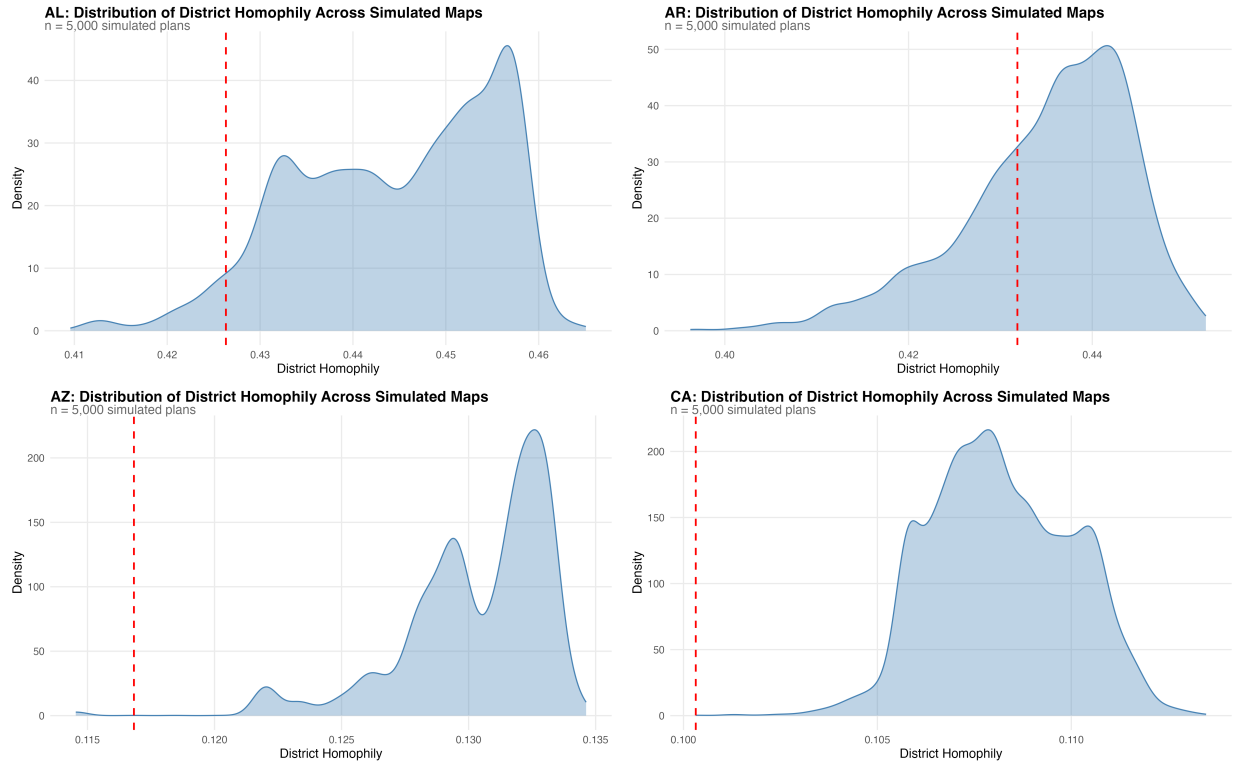 AL: Distribution of District Homophily Across Simulated Maps
n = 5,000 simulated plans
Density
40
30
20
10
0
0.41 0.42 0.43 0.44 0.45 0.46
District Homophily
AR: Distribution of District Homophily Across Simulated Maps
n = 5,000 simulated plans
Density
50
40
30
20
10
0
0.40 0.42 0.44
District Homophily
AZ: Distribution of District Homophily Across Simulated Maps
n = 5,000 simulated plans
Density
200
150
100
50
0
0.115 0.120 0.125 0.130 0.135
District Homophily
CA: Distribution of District Homophily Across Simulated Maps
n = 5,000 simulated plans
Density
200
150
100
50
0
0.100 0.105 0.110
District Homophily